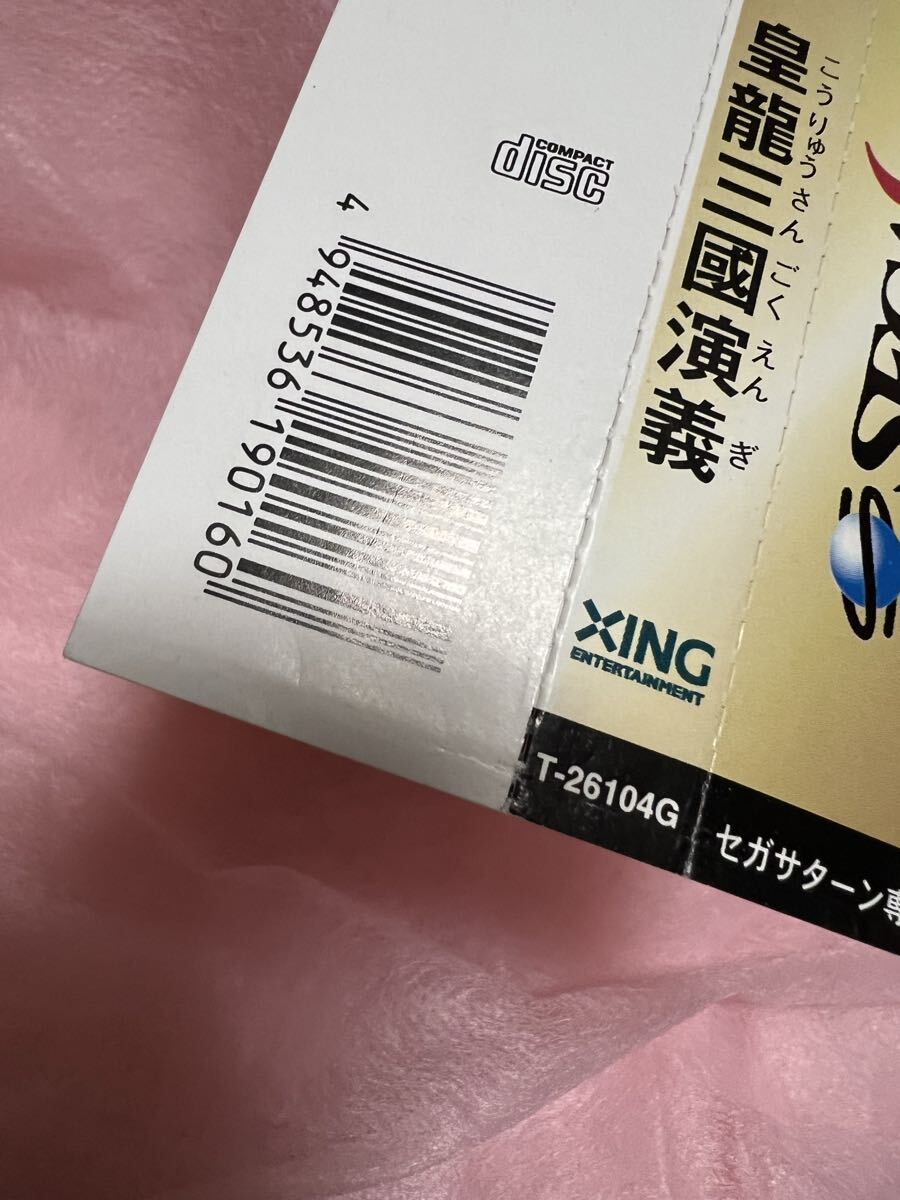 COMPACT
disc
4 948536 190160
皇龍三國演義
こうりゅうさんごくえんぎ
XING
ENTERTAINMENT
T-26104G
セガサターン専